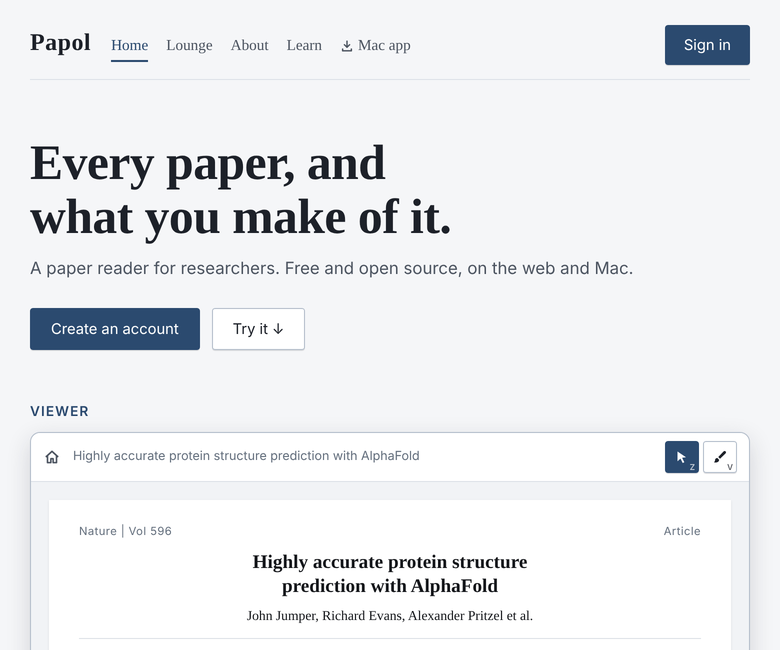 Papol Home Lounge About Learn Mac app Sign in
Every paper, and
what you make of it.
A paper reader for researchers. Free and open source, on the web and Mac.
Create an account Try it ↓
VIEWER
Highly accurate protein structure prediction with AlphaFold Z V
Nature | Vol 596 Article
Highly accurate protein structure
prediction with AlphaFold
John Jumper, Richard Evans, Alexander Pritzel et al.